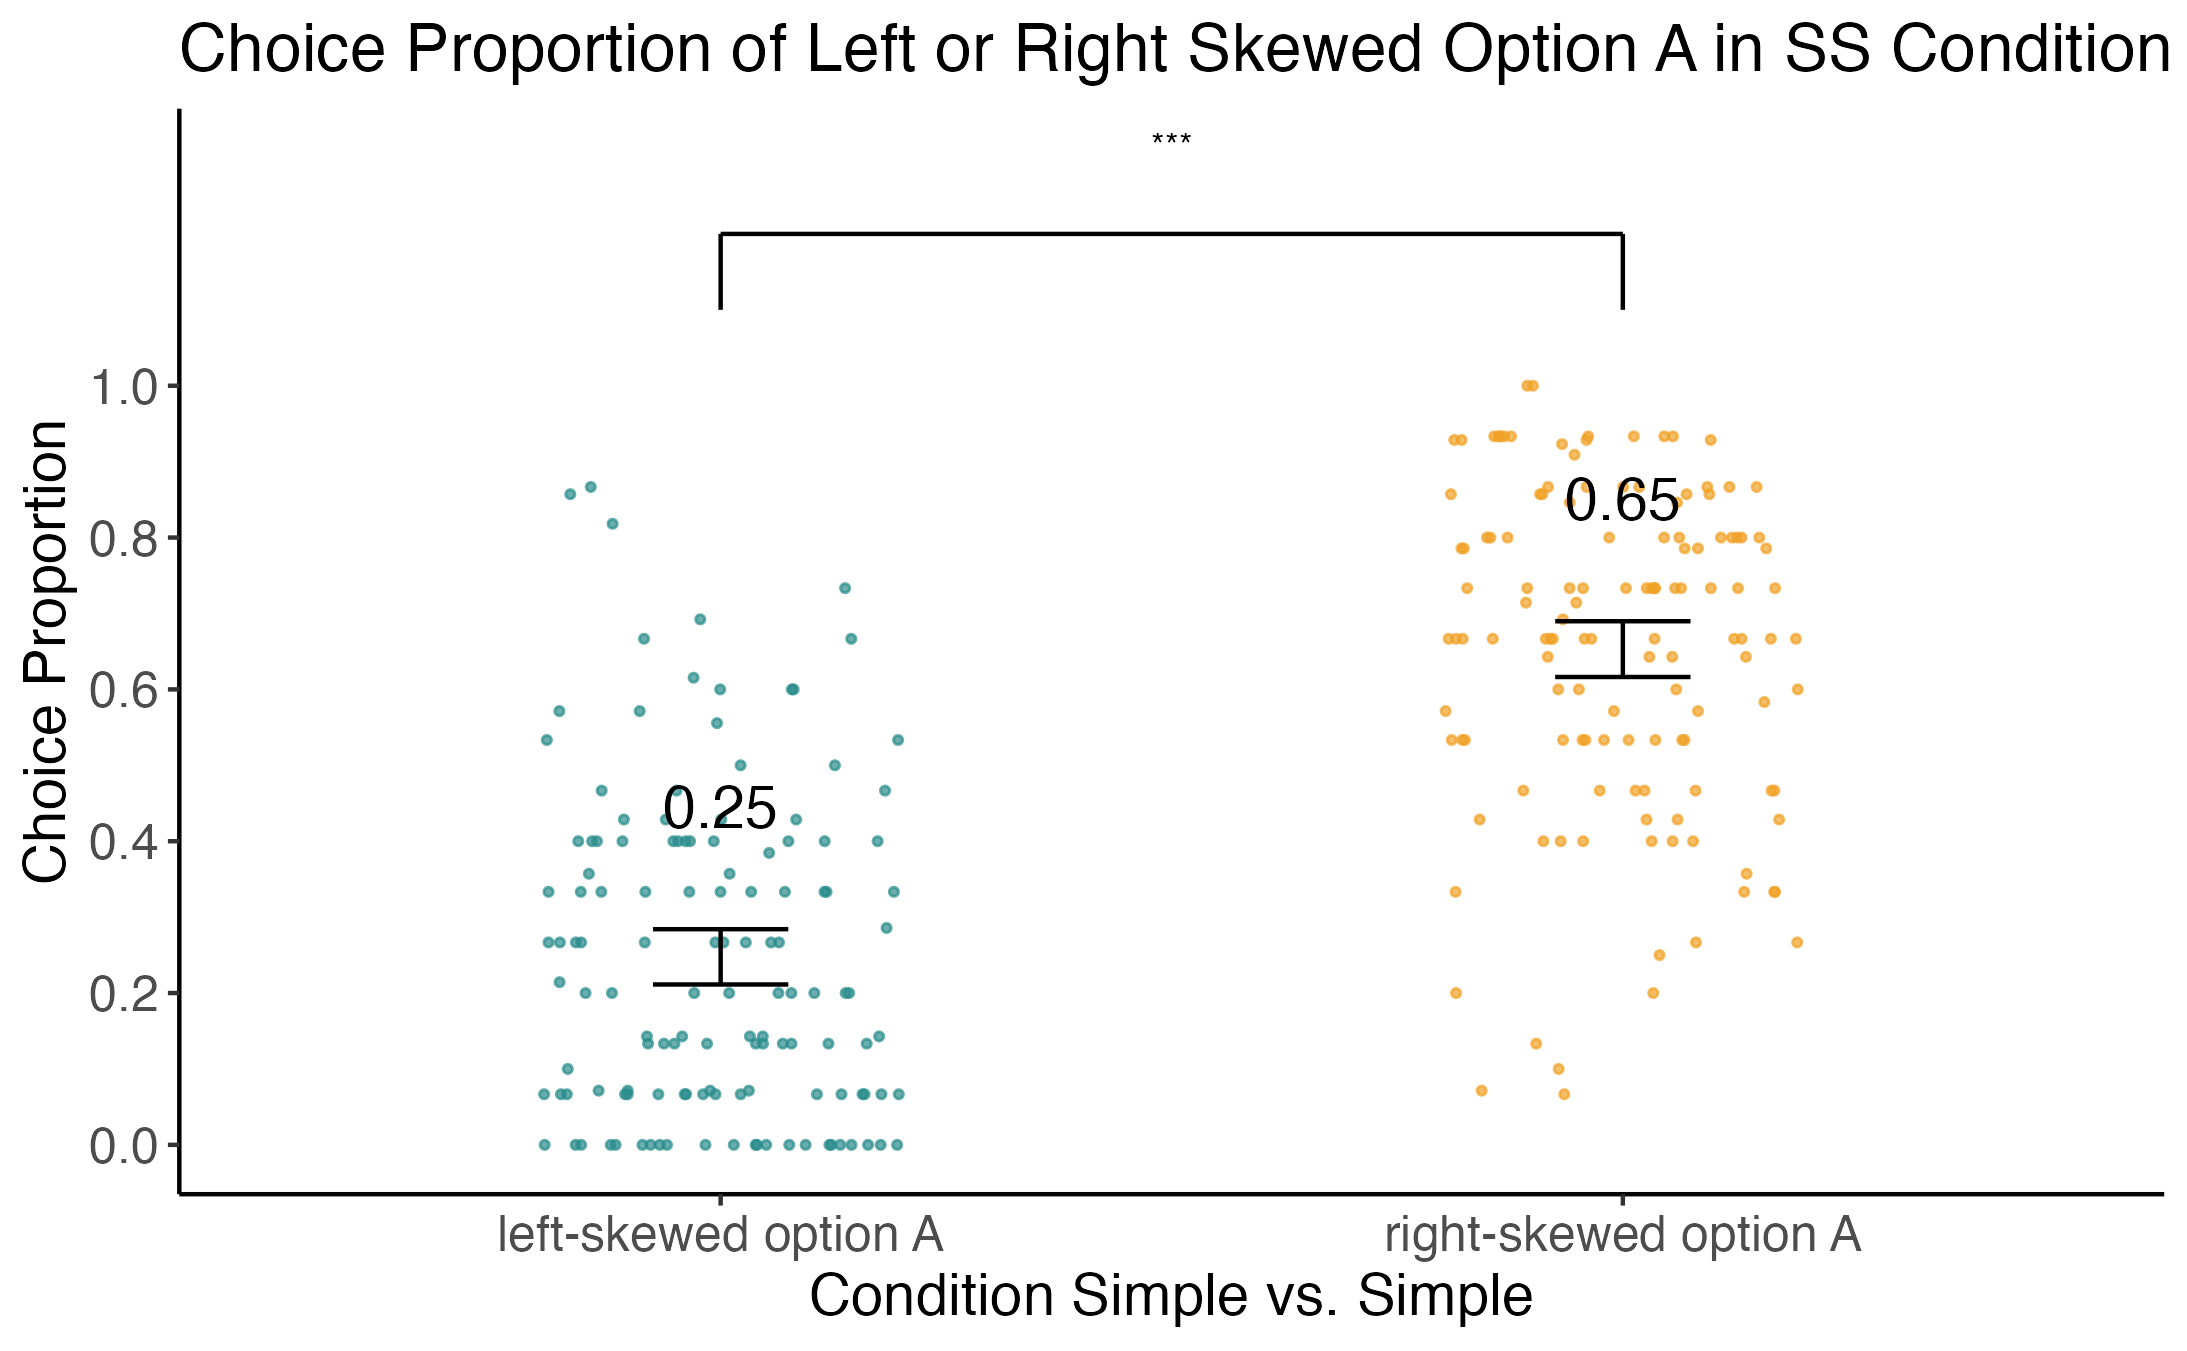 Choice Proportion of Left or Right Skewed Option A in SS Condition
***
1.0
0.8
0.6
0.4
0.2
0.0
Choice Proportion
0.25
0.65
left-skewed option A
right-skewed option A
Condition Simple vs. Simple